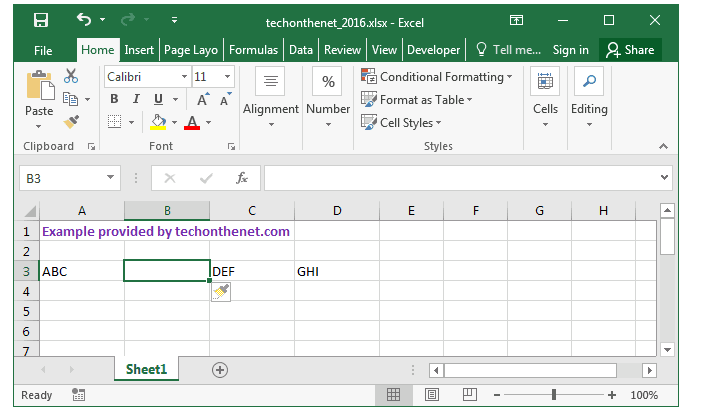 techonthenet_2016.xlsx - Excel
File Home Insert Page Layo Formulas Data Review View Developer Tell me... Sign in Share
Calibri 11
Conditional Formatting
B I U A A
Format as Table
Paste Alignment Number Cells Editing
% A
Cell Styles
Clipboard Font Styles
B3 fx
A B C D E F G H
1 Example provided by techonthenet.com
2
3 ABC DEF GHI
4
5
6
7
Sheet1
Ready 100%